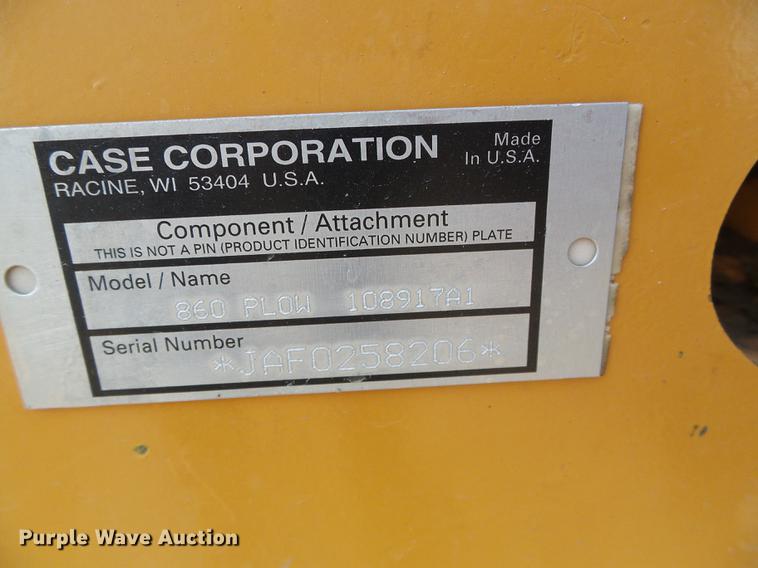 CASE CORPORATION
RACINE, WI 53404 U.S.A.
Made
In U.S.A.
Component / Attachment
THIS IS NOT A PIN (PRODUCT IDENTIFICATION NUMBER) PLATE
Model / Name
860 PLOW 108917A1
Serial Number
*JAF0258206*
Purple Wave Auction